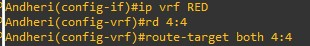 Andheri(config-if)#ip vrf RED
Andheri(config-vrf)#rd 4:4
Andheri(config-vrf)#route-target both 4:4